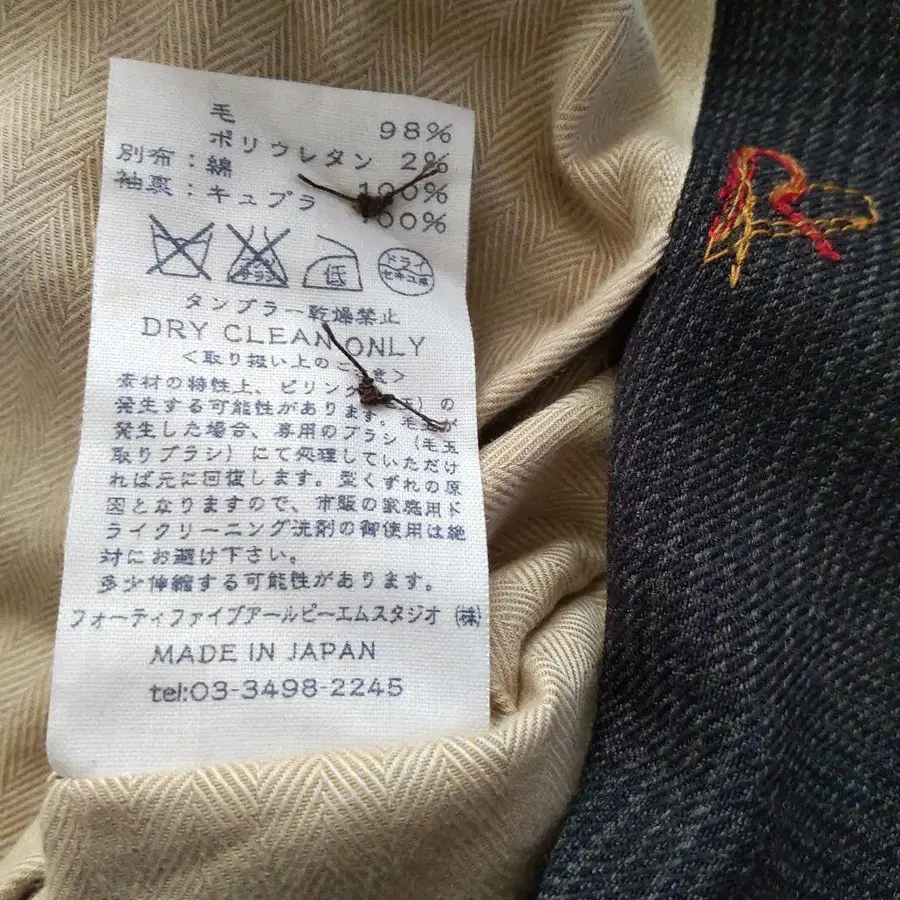 毛 98%
ポリウレタン 2%
別布：綿 100%
袖裏：キュプラ 100%
低
ドライ
セキユ系
タンブラー乾燥禁止
DRY CLEAN ONLY
＜取り扱い上のご注意＞
素材の特性上、ピリング（毛玉）の
発生する可能性があります。毛玉が
発生した場合、専用のブラシ（毛玉
取りブラシ）にて処理していただけ
れば元に回復します。型くずれの原
因となりますので、市販の家庭用ド
ライクリーニング洗剤の御使用は絶
対にお避け下さい。
多少伸縮する可能性があります。
フォーティファイブアールピーエムスタジオ（株）
MADE IN JAPAN
tel:03-3498-2245
R